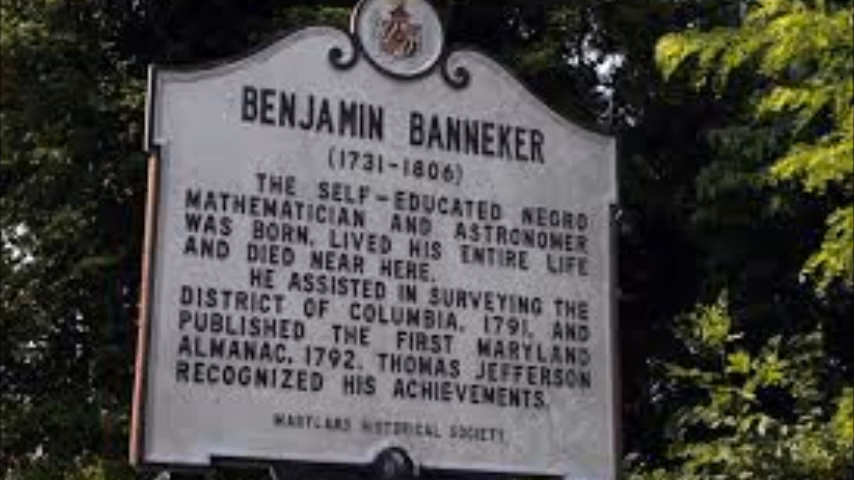 BENJAMIN BANNEKER
(1731-1806)
THE SELF-EDUCATED NEGRO
MATHEMATICIAN AND ASTRONOMER
WAS BORN, LIVED HIS ENTIRE LIFE
AND DIED NEAR HERE.
HE ASSISTED IN SURVEYING THE
DISTRICT OF COLUMBIA, 1791, AND
PUBLISHED THE FIRST MARYLAND
ALMANAC, 1792. THOMAS JEFFERSON
RECOGNIZED HIS ACHIEVEMENTS.
MARYLAND HISTORICAL SOCIETY.